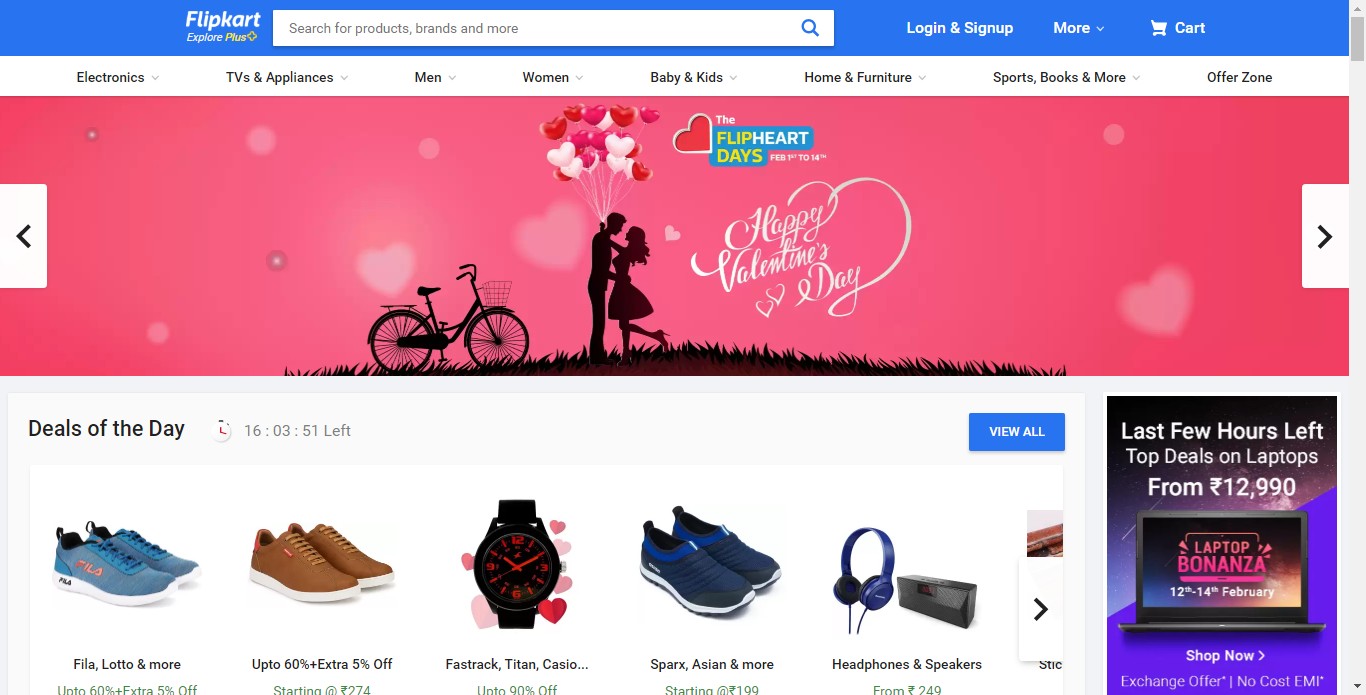 Flipkart
Explore Plus
Search for products, brands and more
Login & Signup
More
Cart
Electronics
TVs & Appliances
Men
Women
Baby & Kids
Home & Furniture
Sports, Books & More
Offer Zone
The
FLIPHEART
DAYS FEB 1ST TO 14TH
Happy
Valentine's
Day
Deals of the Day
16 : 03 : 51 Left
VIEW ALL
FILA
Fila, Lotto & more
Upto 60%+Extra 5% Off
Upto 60%+Extra 5% Off
Starting @ ₹274
Fastrack, Titan, Casio...
Upto 90% Off
Sparx, Asian & more
Starting @₹199
Headphones & Speakers
From ₹ 249
Stic
Last Few Hours Left
Top Deals on Laptops
From ₹12,990
LAPTOP
BONANZA
12th-14th February
Shop Now >
Exchange Offer* | No Cost EMI*